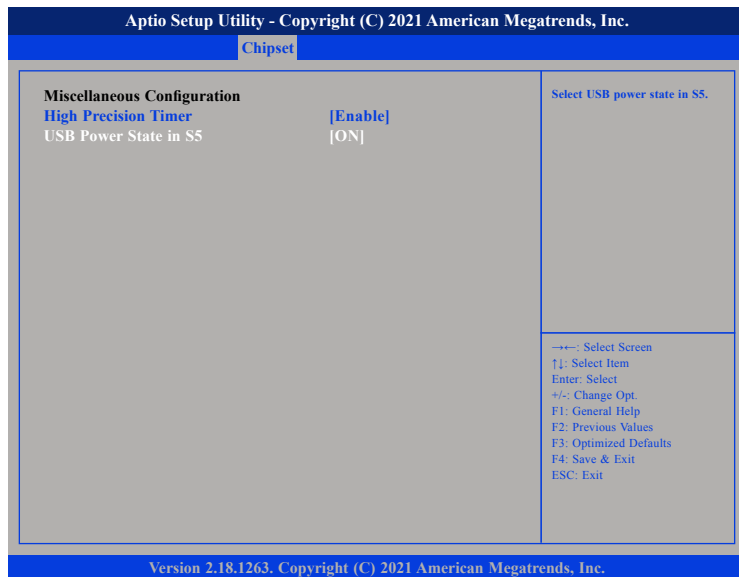 Aptio Setup Utility - Copyright (C) 2021 American Megatrends, Inc.
Chipset
Miscellaneous Configuration
High Precision Timer [Enable]
USB Power State in S5 [ON]
Select USB power state in S5.
→←: Select Screen
↑↓: Select Item
Enter: Select
+/-: Change Opt.
F1: General Help
F2: Previous Values
F3: Optimized Defaults
F4: Save & Exit
ESC: Exit
Version 2.18.1263. Copyright (C) 2021 American Megatrends, Inc.